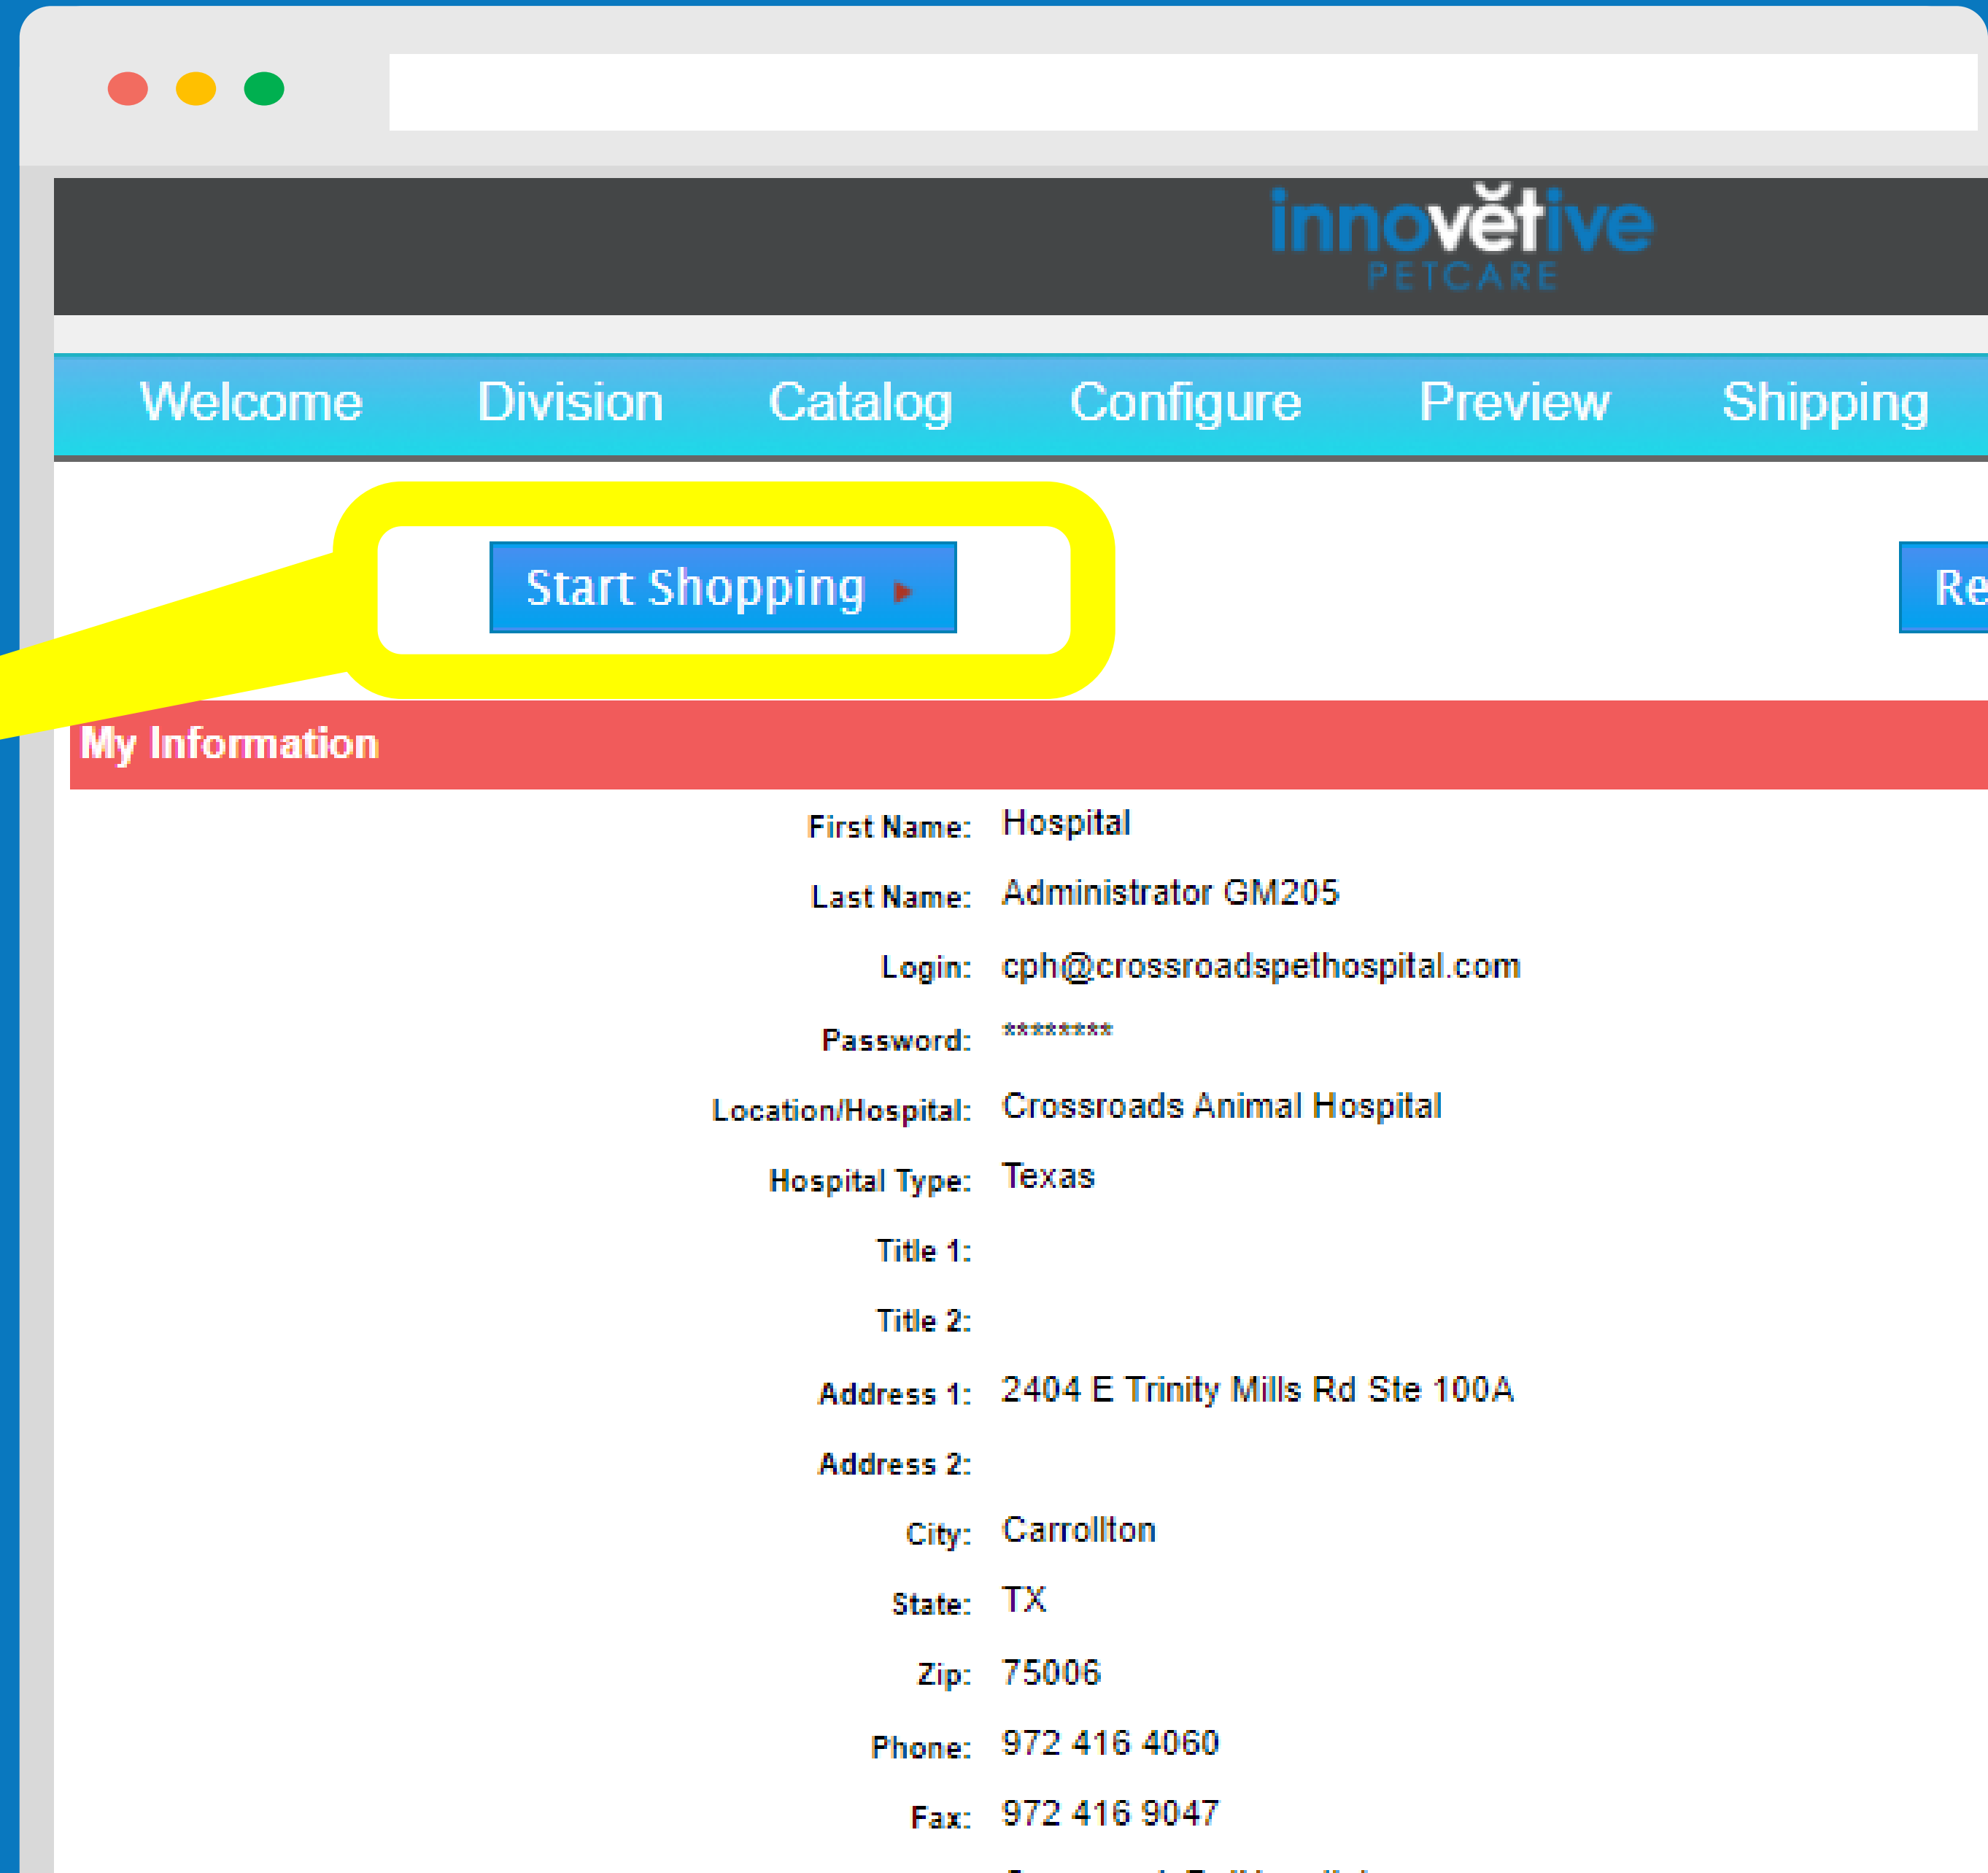 innovĕtive
PETCARE
Welcome Division Catalog Configure Preview Shipping
Start Shopping Re
My Information
First Name: Hospital
Last Name: Administrator GM205
Login: cph@crossroadspethospital.com
Password: ********
Location/Hospital: Crossroads Animal Hospital
Hospital Type: Texas
Title 1:
Title 2:
Address 1: 2404 E Trinity Mills Rd Ste 100A
Address 2:
City: Carrollton
State: TX
Zip: 75006
Phone: 972 416 4060
Fax: 972 416 9047